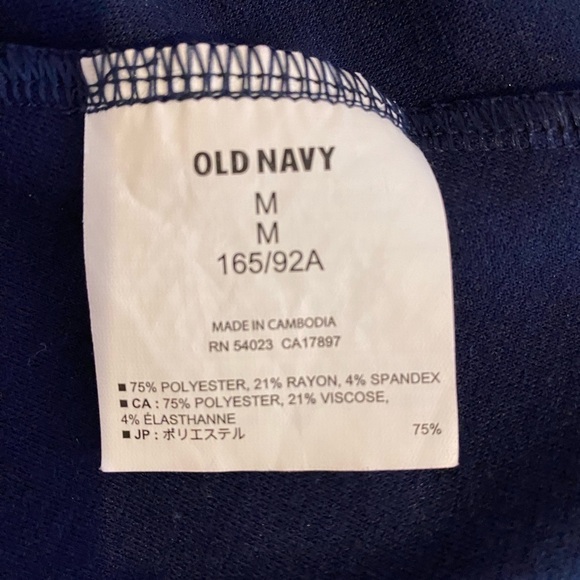 OLD NAVY
M
M
165/92A
MADE IN CAMBODIA
RN 54023 CA17897
■ 75% POLYESTER, 21% RAYON, 4% SPANDEX
■ CA : 75% POLYESTER, 21% VISCOSE,
4% ÉLASTHANNE
■ JP : ポリエステル 75%